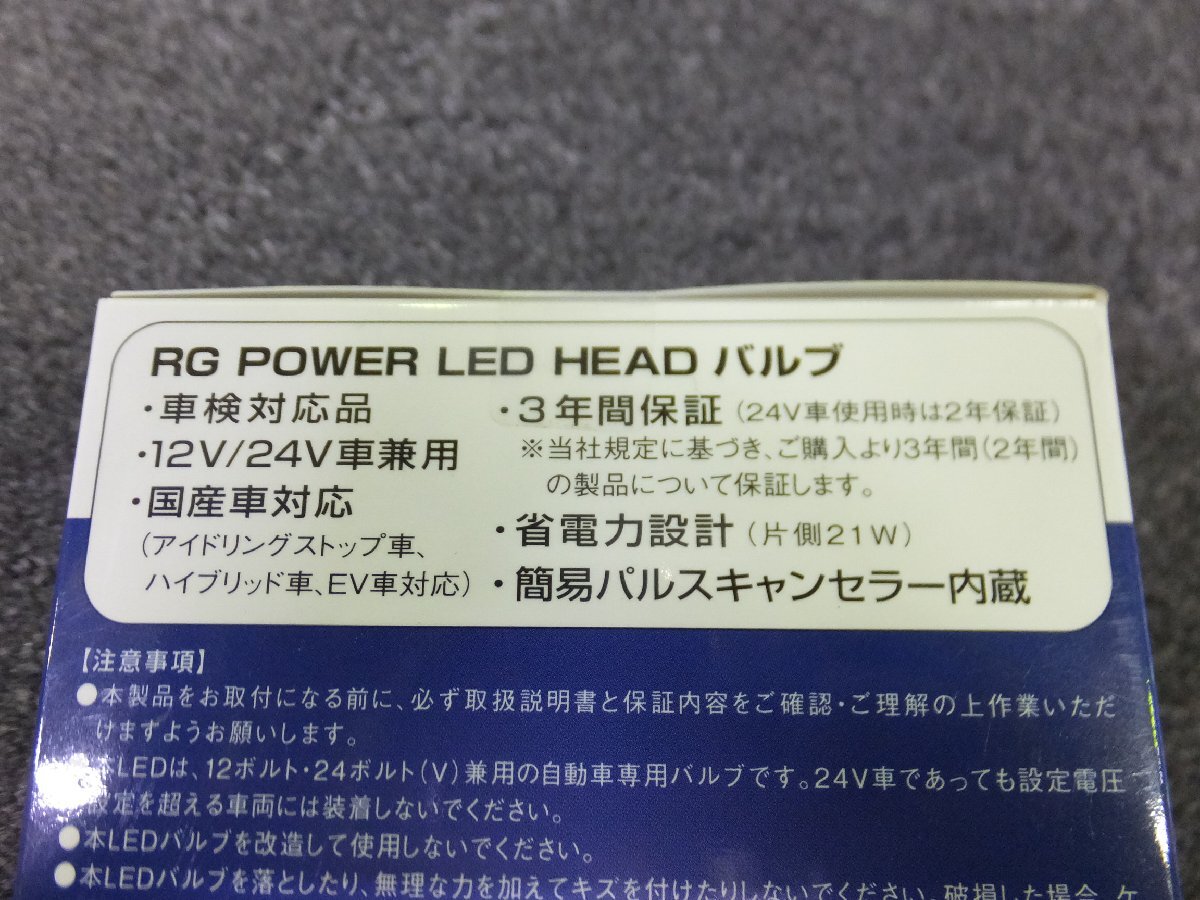 RG POWER LED HEAD バルブ
・車検対応品
・12V/24V車兼用
・国産車対応
(アイドリングストップ車、
ハイブリッド車、EV車対応)
・3年間保証 (24V車使用時は2年保証)
※当社規定に基づき、ご購入より3年間(2年間)
の製品について保証します。
・省電力設計 (片側21W)
・簡易パルスキャンセラー内蔵
【注意事項】
●本製品をお取付になる前に、必ず取扱説明書と保証内容をご確認・ご理解の上作業いただ
けますようお願いします。
本LEDは、12ボルト・24ボルト(V)兼用の自動車専用バルブです。24V車であっても設定電圧
設定を超える車両には装着しないでください。
●本LEDバルブを改造して使用しないでください。
●本LEDバルブを落としたり、無理な力を加えてキズを付けたりしないでください。破損した場合、ケ